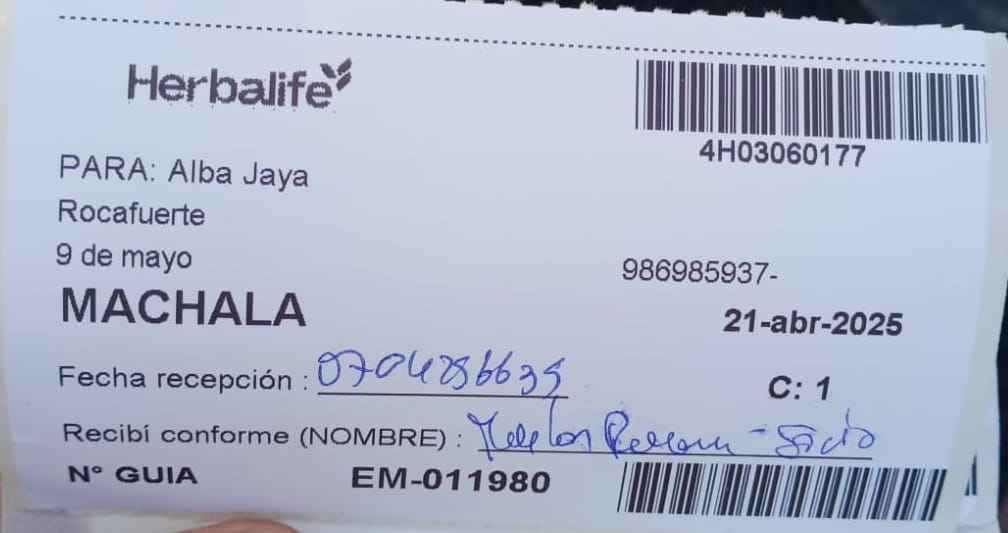 Herbalife
4H03060177
PARA: Alba Jaya
Rocafuerte
9 de mayo
986985937-
MACHALA
21-abr-2025
Fecha recepción : 0704286635
C: 1
Recibí conforme (NOMBRE) :
N° GUIA EM-011980